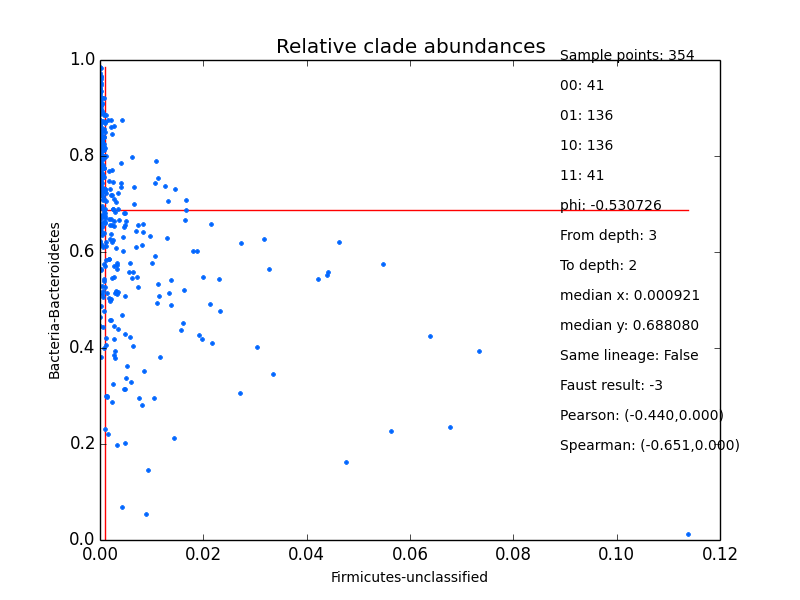 Relative clade abundances
Sample points: 354
00: 41
01: 136
10: 136
11: 41
phi: -0.530726
From depth: 3
To depth: 2
median x: 0.000921
median y: 0.688080
Same lineage: False
Faust result: -3
Pearson: (-0.440,0.000)
Spearman: (-0.651,0.000)
Bacteria-Bacteroidetes
1.0
0.8
0.6
0.4
0.2
0.0
0.00 0.02 0.04 0.06 0.08 0.10 0.12
Firmicutes-unclassified